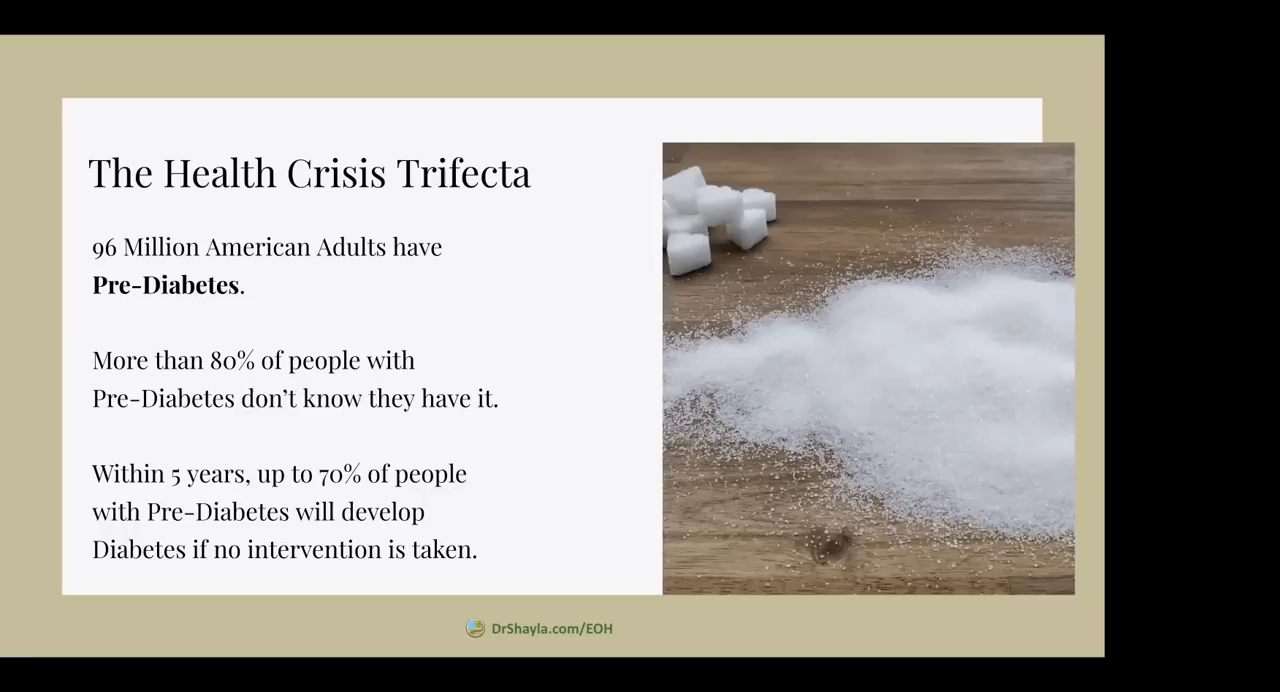 The Health Crisis Trifecta
96 Million American Adults have
Pre-Diabetes.
More than 80% of people with
Pre-Diabetes don’t know they have it.
Within 5 years, up to 70% of people
with Pre-Diabetes will develop
Diabetes if no intervention is taken.
DrShayla.com/EOH